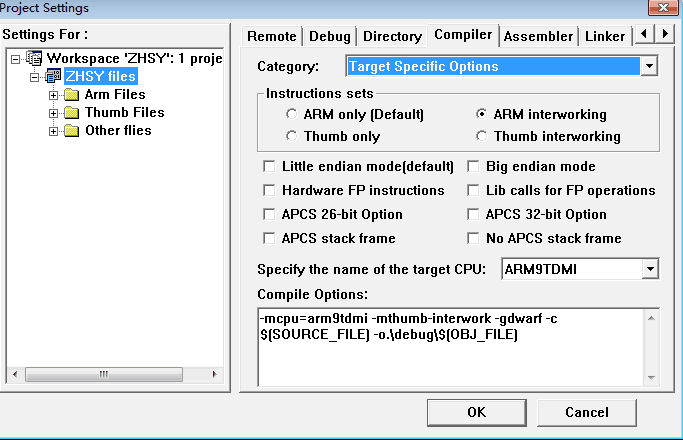 Project Settings
Settings For :
Workspace 'ZHSY': 1 proje
ZHSY files
Arm Files
Thumb Files
Other flies
Remote Debug Directory Compiler Assembler Linker
Category: Target Specific Options
Instructions sets
ARM only (Default) ARM interworking
Thumb only Thumb interworking
Little endian mode(default) Big endian mode
Hardware FP instructions Lib calls for FP operations
APCS 26-bit Option APCS 32-bit Option
APCS stack frame No APCS stack frame
Specify the name of the target CPU: ARM9TDMI
Compile Options:
-mcpu=arm9tdmi -mthumb-interwork -gdwarf -c
$(SOURCE_FILE) -o.\debug\$(OBJ_FILE)
OK Cancel